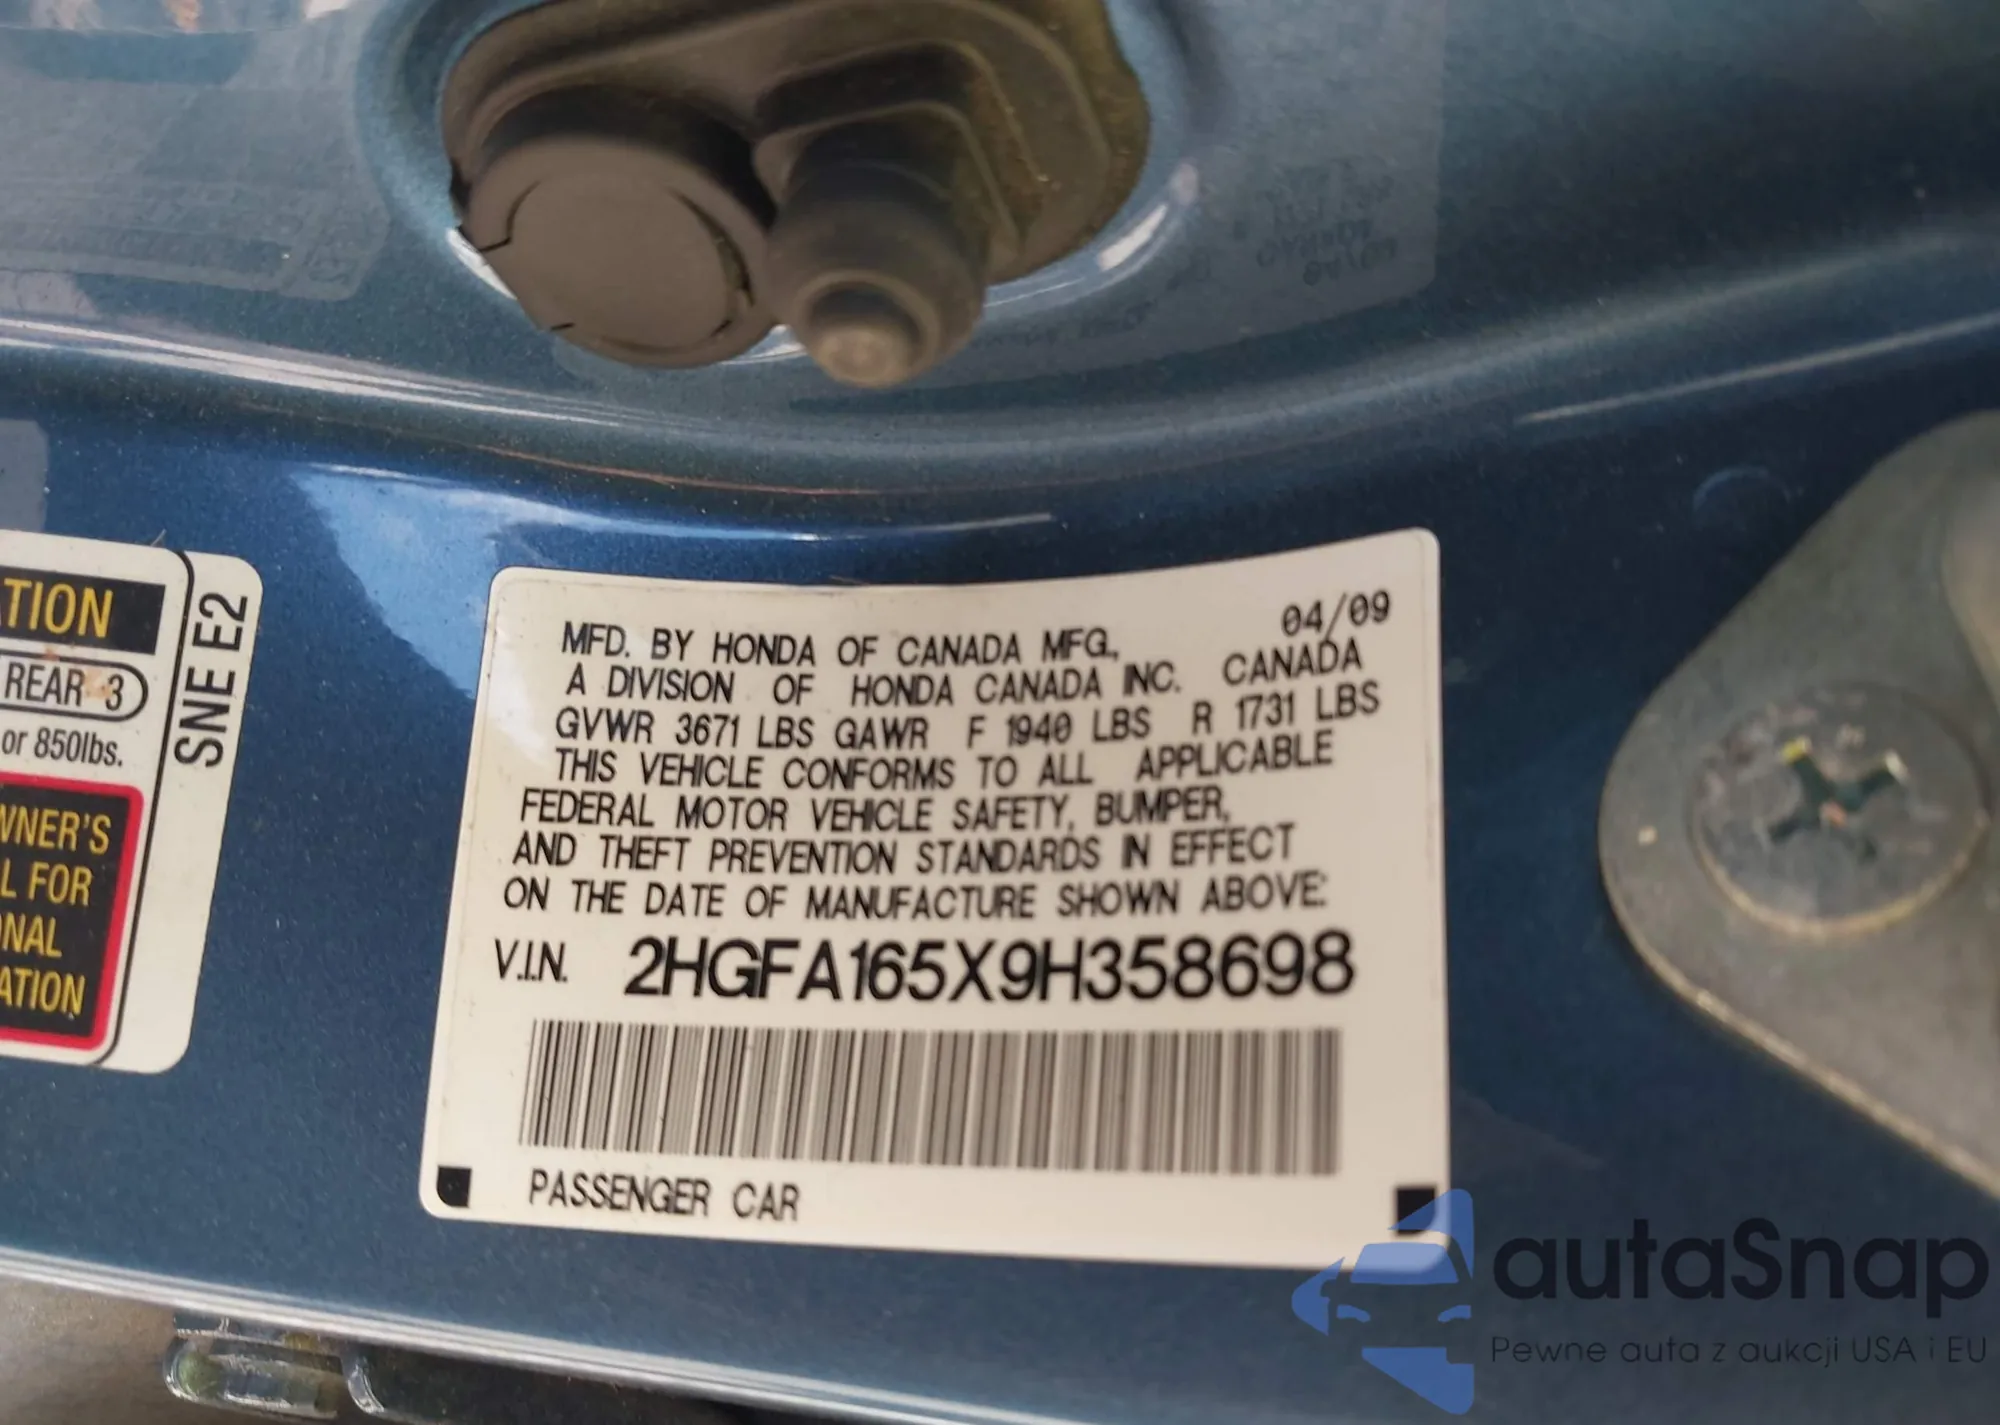 04/09
MFD. BY HONDA OF CANADA MFG.,
A DIVISION OF HONDA CANADA INC. CANADA
GVWR 3671 LBS GAWR F 1940 LBS R 1731 LBS
THIS VEHICLE CONFORMS TO ALL APPLICABLE
FEDERAL MOTOR VEHICLE SAFETY, BUMPER,
AND THEFT PREVENTION STANDARDS IN EFFECT
ON THE DATE OF MANUFACTURE SHOWN ABOVE:
V.I.N. 2HGFA165X9H358698
PASSENGER CAR
TION
REAR 3
or 850lbs.
WNER'S
L FOR
ONAL
ATION
SNE E2
autaSnap
Pewne auta z aukcji USA i EU